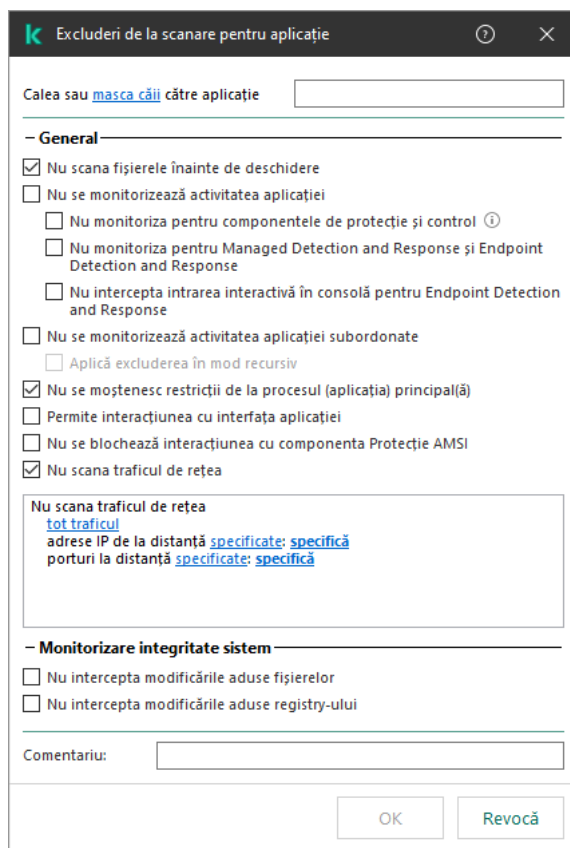 Excluderi de la scanare pentru aplicație
Calea sau masca căii către aplicație
General
Nu scana fișierele înainte de deschidere
Nu se monitorizează activitatea aplicației
Nu monitoriza pentru componentele de protecție și control
Nu monitoriza pentru Managed Detection and Response și Endpoint
Detection and Response
Nu intercepta intrarea interactivă în consolă pentru Endpoint Detection
and Response
Nu se monitorizează activitatea aplicației subordonate
Aplică excluderea în mod recursiv
Nu se moștenesc restricții de la procesul (aplicația) principal(ă)
Permite interacțiunea cu interfața aplicației
Nu se blochează interacțiunea cu componenta Protecție AMSI
Nu scana traficul de rețea
Nu scana traficul de rețea
tot traficul
adrese IP de la distanță specificate: specifică
porturi la distanță specificate: specifică
Monitorizare integritate sistem
Nu intercepta modificările aduse fișierelor
Nu intercepta modificările aduse registry-ului
Comentariu:
OK
Revocă